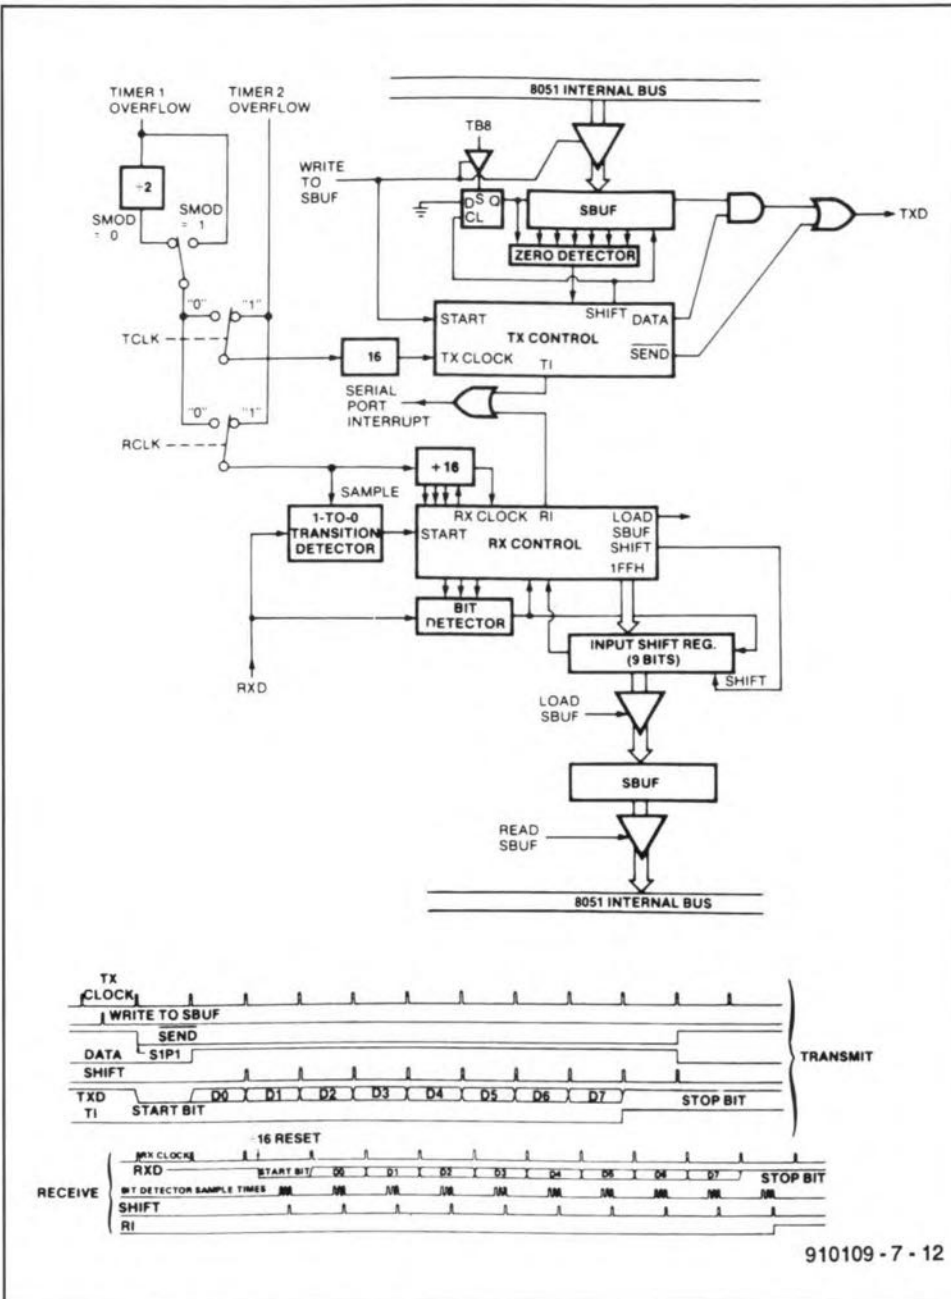 8051 INTERNAL BUS
TIMER 1
OVERFLOW
TIMER 2
OVERFLOW
TB8
WRITE
TO
SBUF
÷2
SMOD
= 0
SMOD
= 1
D S Q
CL
SBUF
ZERO DETECTOR
TXD
"0"
"1"
TCLK
START
SHIFT
DATA
TX CONTROL
TX CLOCK
TI
SEND
16
SERIAL
PORT
INTERRUPT
"0"
"1"
RCLK
+16
SAMPLE
1-TO-0
TRANSITION
DETECTOR
RX CLOCK
RI
START
RX CONTROL
LOAD
SBUF
SHIFT
1FFH
BIT
DETECTOR
INPUT SHIFT REG.
(9 BITS)
SHIFT
RXD
LOAD
SBUF
SBUF
READ
SBUF
8051 INTERNAL BUS
TX
CLOCK
WRITE TO SBUF
SEND
DATA
S1P1
TRANSMIT
SHIFT
TXD
D0 D1 D2 D3 D4 D5 D6 D7
STOP BIT
TI
START BIT
-16 RESET
RX CLOCK
RXD
START BIT D0 D1 D2 D3 D4 D5 D6 D7
STOP BIT
RECEIVE
BIT DETECTOR SAMPLE TIMES
SHIFT
RI
910109 - 7 - 12